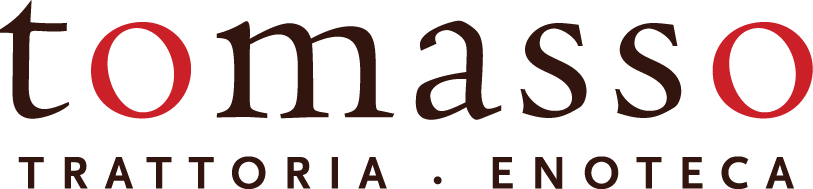 tomasso
TRATTORIA . ENOTECA